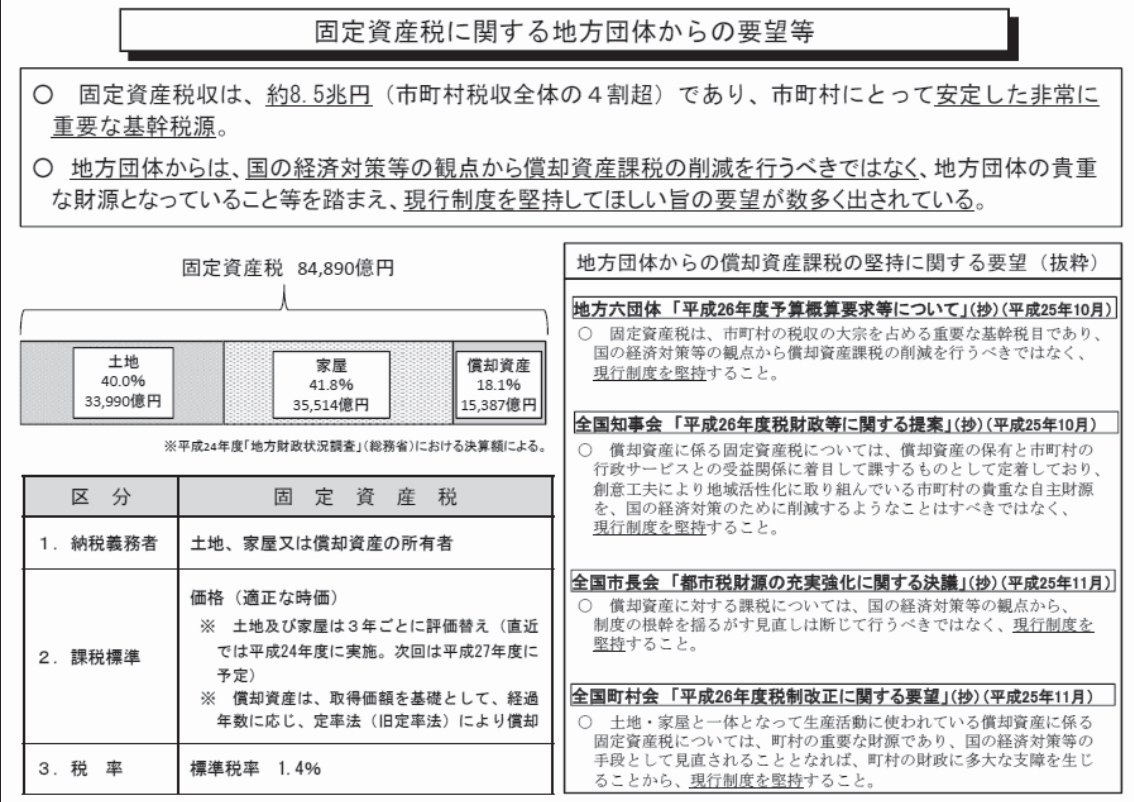 固定資産税に関する地方団体からの要望等
○　固定資産税収は、約8.5兆円（市町村税収全体の４割超）であり、市町村にとって安定した非常に
重要な基幹税源。
○　地方団体からは、国の経済対策等の観点から償却資産課税の削減を行うべきではなく、地方団体の貴重
な財源となっていること等を踏まえ、現行制度を堅持してほしい旨の要望が数多く出されている。
固定資産税　84,890億円
土地
40.0%
33,990億円
家屋
41.8%
35,514億円
償却資産
18.1%
15,387億円
※平成24年度「地方財政状況調査」（総務省）における決算額による。
区　分
固　定　資　産　税
１．納税義務者
土地、家屋又は償却資産の所有者
２．課税標準
価格（適正な時価）
※　土地及び家屋は３年ごとに評価替え（直近
では平成24年度に実施。次回は平成27年度に
予定）
※　償却資産は、取得価額を基礎として、経過
年数に応じ、定率法（旧定率法）により償却
３．税　率
標準税率　1.4%
地方団体からの償却資産課税の堅持に関する要望（抜粋）
地方六団体　「平成26年度予算概算要求等について」（抄）（平成25年10月）
○　固定資産税は、市町村の税収の大宗を占める重要な基幹税目であり、
国の経済対策等の観点から償却資産課税の削減を行うべきではなく、
現行制度を堅持すること。
全国知事会　「平成26年度税財政等に関する提案」（抄）（平成25年10月）
○　償却資産に係る固定資産税については、償却資産の保有と市町村の
行政サービスとの受益関係に着目して課するものとして定着しており、
創意工夫により地域活性化に取り組んでいる市町村の貴重な自主財源
を、国の経済対策のために削減するようなことはすべきではなく、
現行制度を堅持すること。
全国市長会　「都市税財源の充実強化に関する決議」（抄）（平成25年11月）
○　償却資産に対する課税については、国の経済対策等の観点から、
制度の根幹を揺るがす見直しは断じて行うべきではなく、現行制度を
堅持すること。
全国町村会　「平成26年度税制改正に関する要望」（抄）（平成25年11月）
○　土地・家屋と一体となって生産活動に使われている償却資産に係る
固定資産税については、町村の重要な財源であり、国の経済対策等の
手段として見直されることとなれば、町村の財政に多大な支障を生じ
ることから、現行制度を堅持すること。